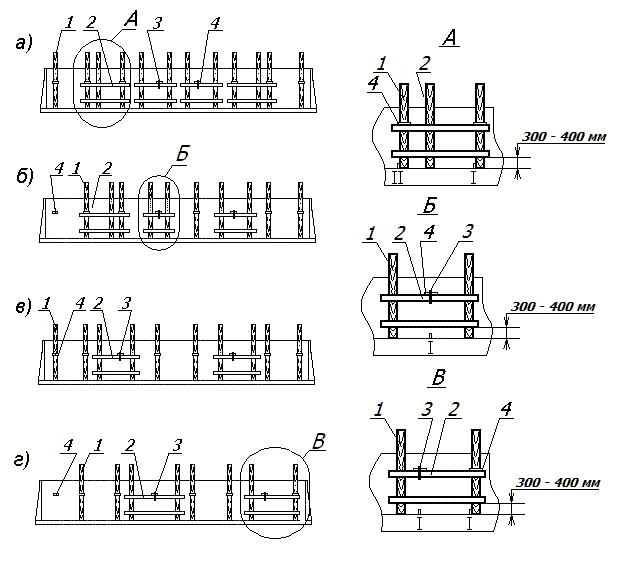 а) 1 2 А 3 4
б) 4 1 2 Б
в) 1 4 2 3
г) 4 1 2 3 В
А
1 2
4
300 - 400 мм
II I
Б
1 2 4 3
300 - 400 мм
I
В
1 3 2 4
300 - 400 мм
I I